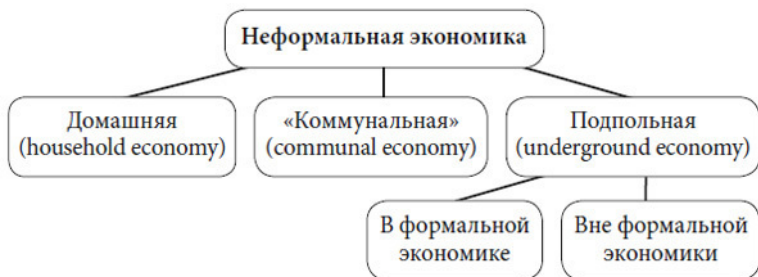 Неформальная экономика
Домашняя
(household economy)
«Коммунальная»
(communal economy)
Подпольная
(underground economy)
В формальной
экономике
Вне формальной
экономики